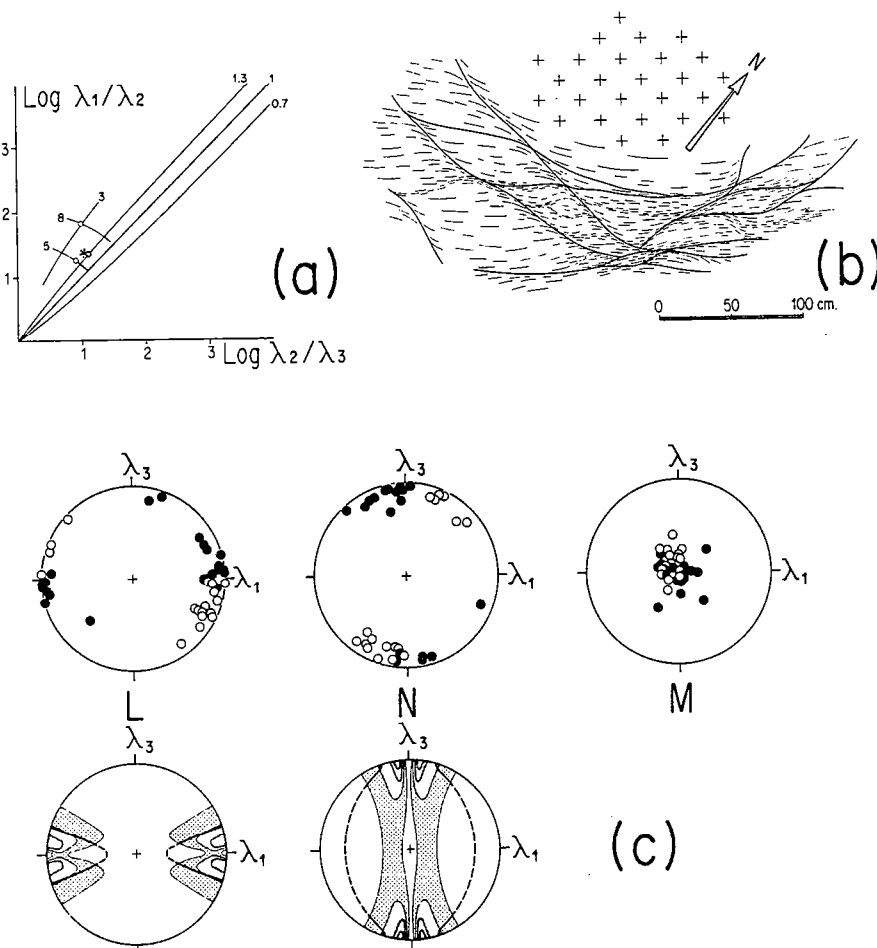 1.3 1 0.7
Log λ₁/λ₂
3
3
8
2
5
1
(a)
1 2 3
Log λ₂/λ₃
N
(b)
0 50 100 cm.
λ₃ λ₃ λ₃
λ₁ λ₁ λ₁
L N M
λ₃ λ₃
λ₁ λ₁
(c)